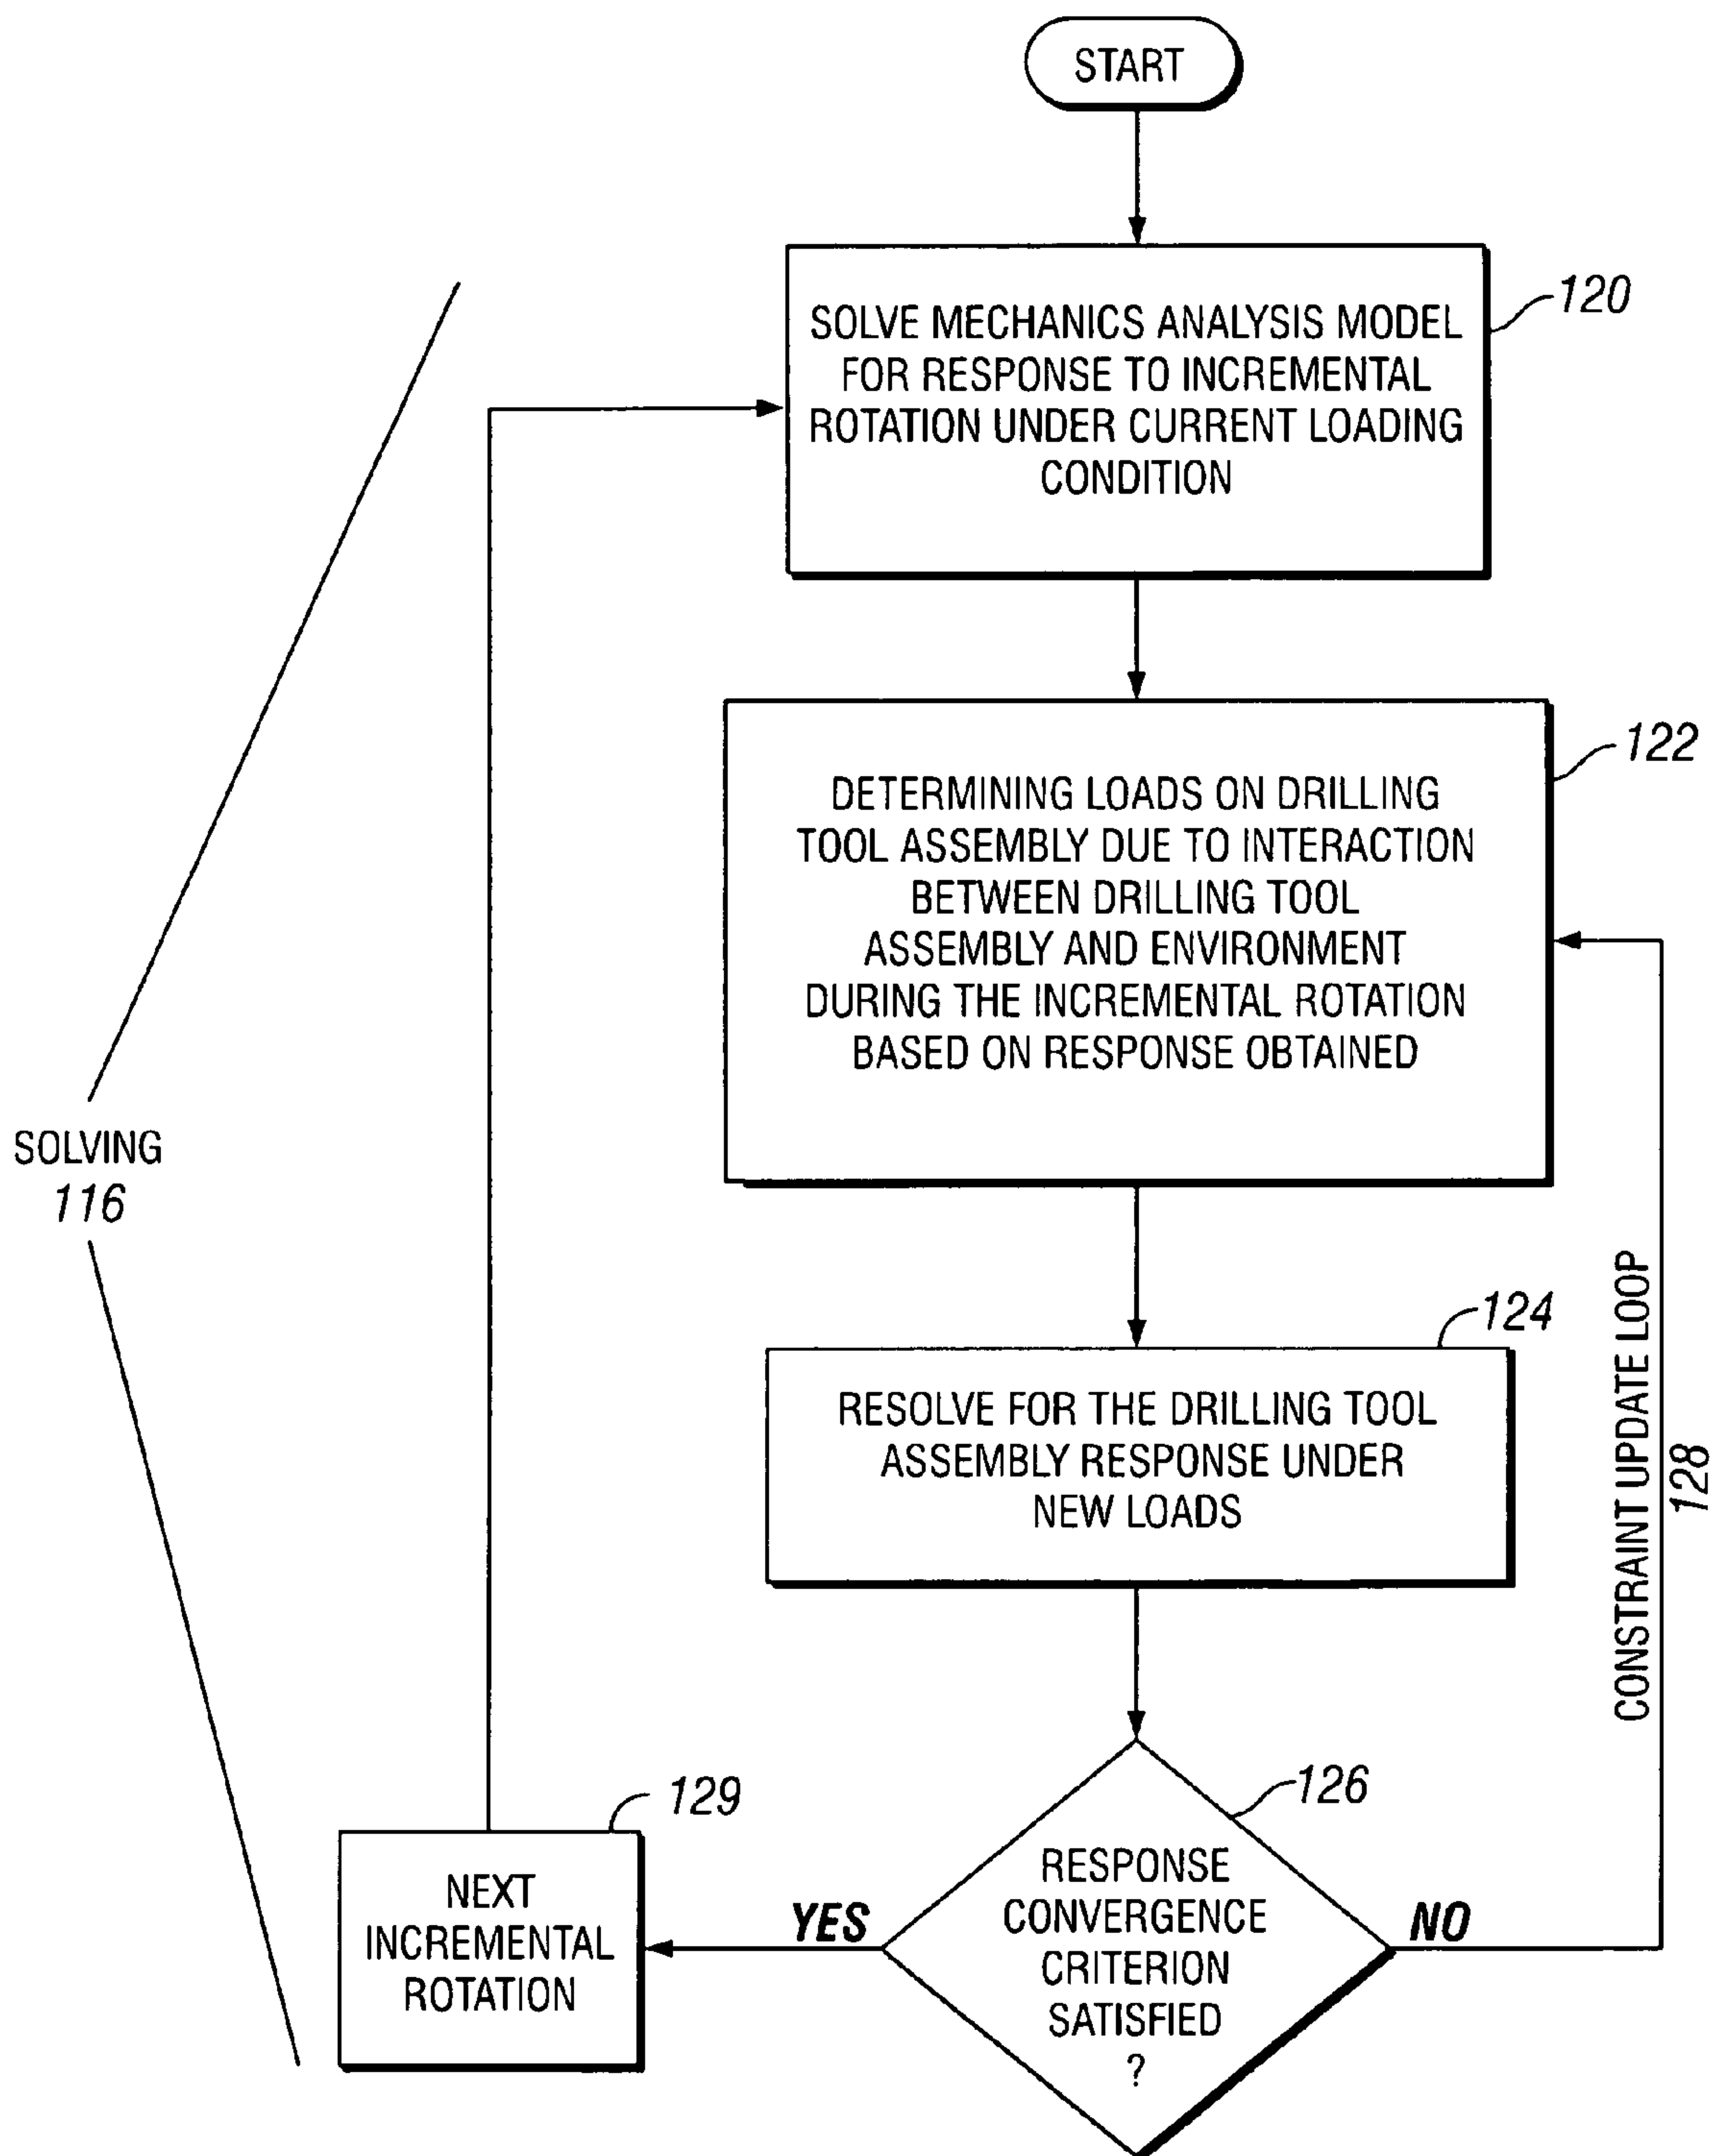 START
SOLVE MECHANICS ANALYSIS MODEL
FOR RESPONSE TO INCREMENTAL
ROTATION UNDER CURRENT LOADING
CONDITION
120
DETERMINING LOADS ON DRILLING
TOOL ASSEMBLY DUE TO INTERACTION
BETWEEN DRILLING TOOL
ASSEMBLY AND ENVIRONMENT
DURING THE INCREMENTAL ROTATION
BASED ON RESPONSE OBTAINED
122
SOLVING
116
RESOLVE FOR THE DRILLING TOOL
ASSEMBLY RESPONSE UNDER
NEW LOADS
124
CONSTRAINT UPDATE LOOP
128
RESPONSE
CONVERGENCE
CRITERION
SATISFIED
?
126
YES
NO
NEXT
INCREMENTAL
ROTATION
129